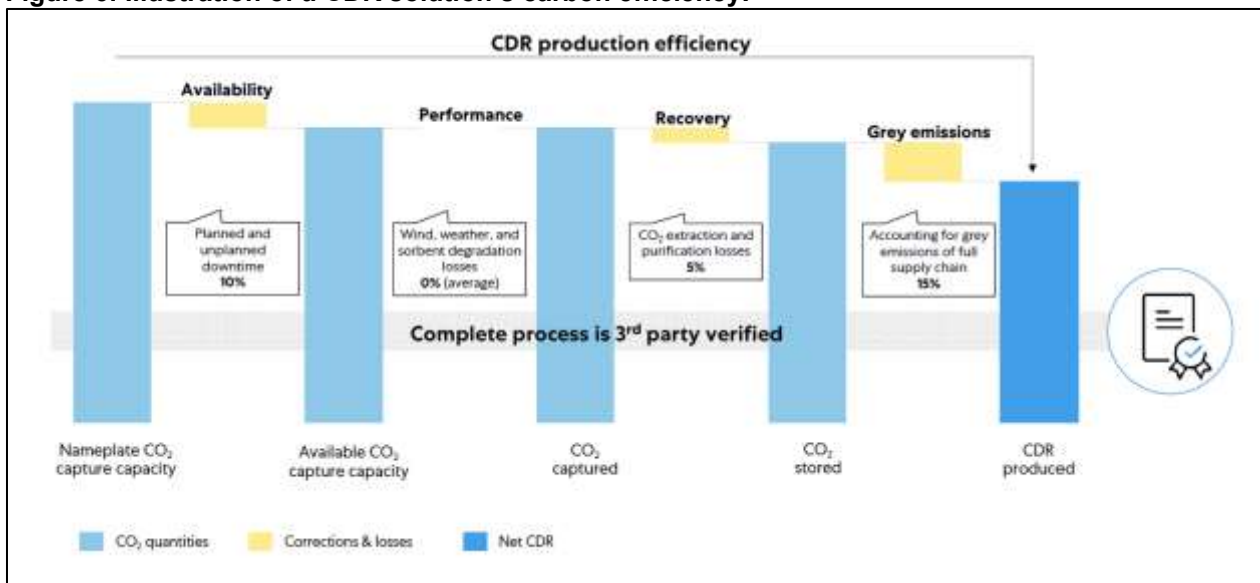 Figure 6: Illustration of a CDR solution's carbon efficiency.
CDR production efficiency
Availability
Performance
Recovery
Grey emissions
Planned and
unplanned
downtime
10%
Wind, weather, and
sorbent degradation
losses
0% (average)
CO₂ extraction and
purification losses
5%
Accounting for grey
emissions of full
supply chain
15%
Complete process is 3ʳᵈ party verified
Nameplate CO₂
capture capacity
Available CO₂
capture capacity
CO₂
captured
CO₂
stored
CDR
produced
CO₂ quantities
Corrections & losses
Net CDR